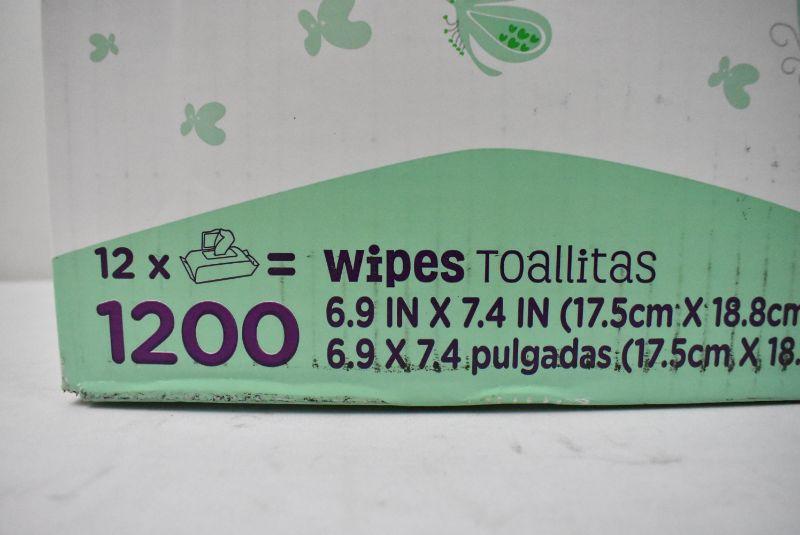 12 x =
1200
wipes Toallitas
6.9 IN X 7.4 IN (17.5cm X 18.8cm
6.9 X 7.4 pulgadas (17.5cm X 18.